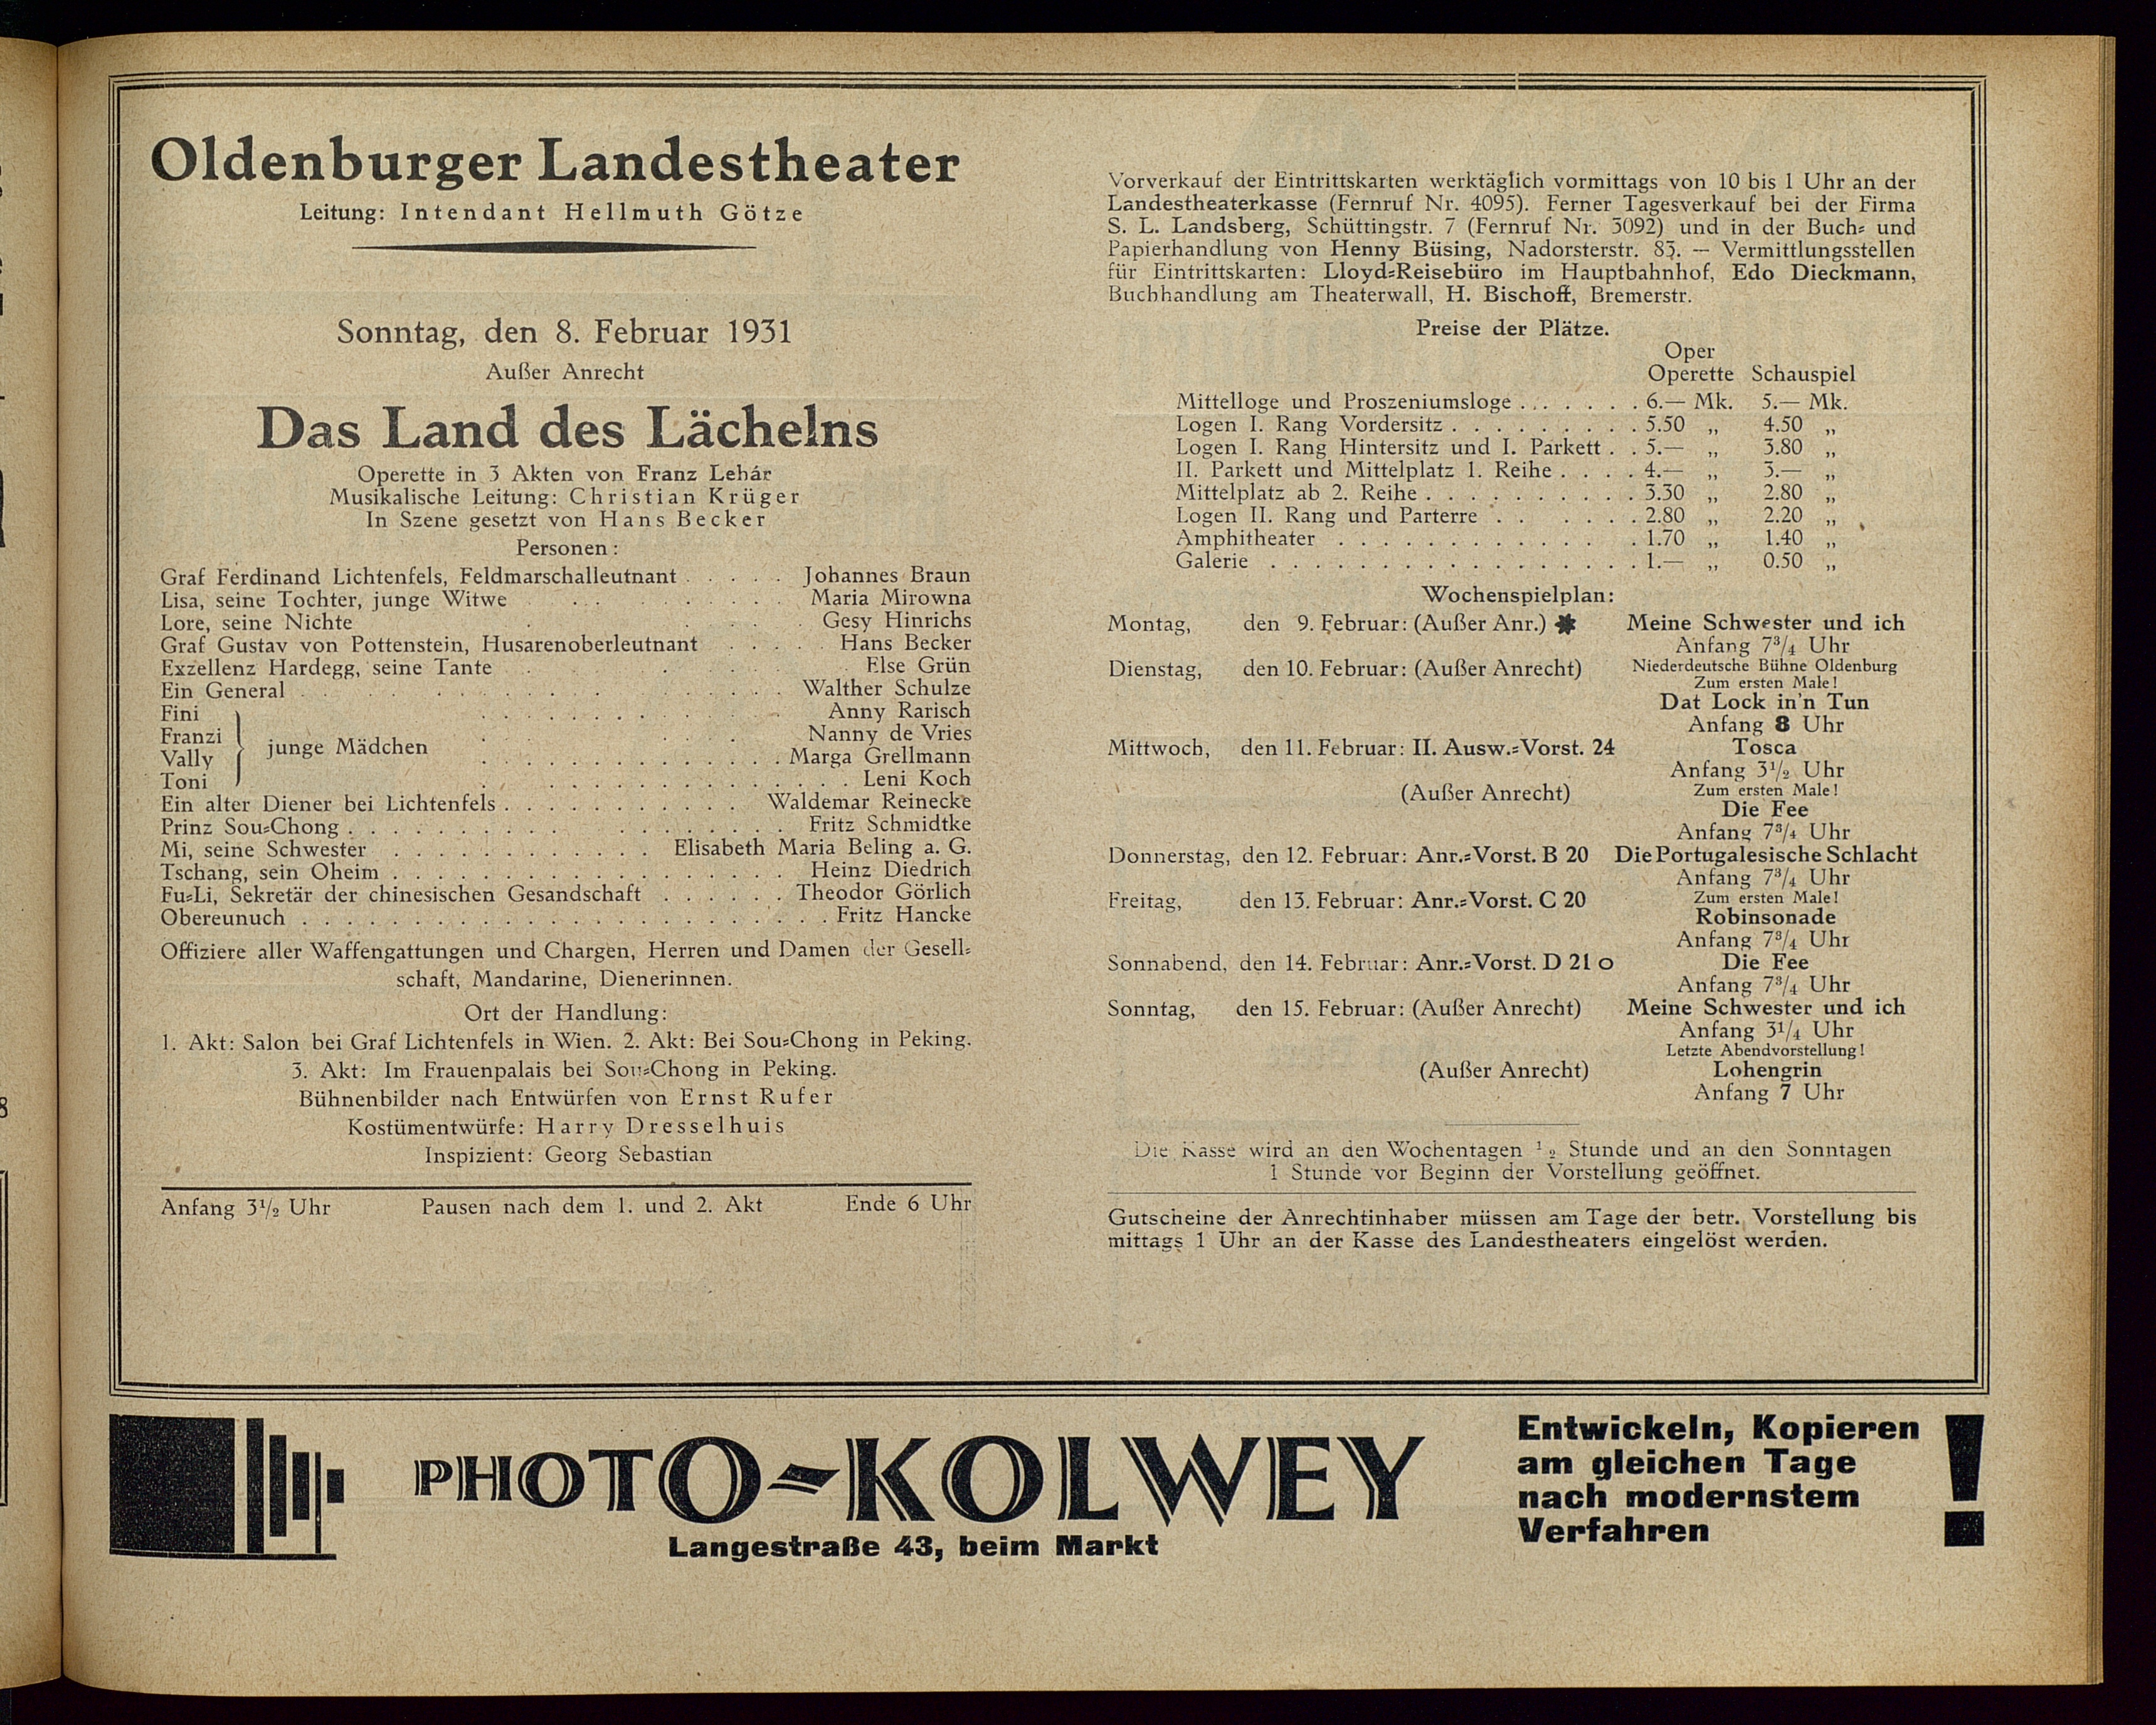 Oldenburger Landestheater
Leitung: Intendant Hellmuth Götze
Sonntag, den 8. Februar 1931
Außer Anrecht
Das Land des Lächelns
Operette in 3 Akten von Franz Lehár
Musikalische Leitung: Christian Krüger
In Szene gesetzt von Hans Becker
Personen:
Graf Ferdinand Lichtenfels, Feldmarschalleutnant . . . . . Johannes Braun
Lisa, seine Tochter, junge Witwe . . . . . Maria Mirowna
Lore, seine Nichte . . . Gesy Hinrichs
Graf Gustav von Pottenstein, Husarenoberleutnant . . . . . Hans Becker
Exzellenz Hardegg, seine Tante . . . . . Else Grün
Ein General . . . . . Walther Schulze
Fini . . . . . Anny Rarisch
Franzi . . . . . Nanny de Vries
junge Mädchen
Vally . . . . . Marga Grellmann
Toni . . . . . Leni Koch
Ein alter Diener bei Lichtenfels . . . . . Waldemar Reinecke
Prinz Sou=Chong . . . . . Fritz Schmidtke
Mi, seine Schwester . . . . . Elisabeth Maria Beling a. G.
Tschang, sein Oheim . . . . . Heinz Diedrich
Fu=Li, Sekretär der chinesischen Gesandschaft . . . . . Theodor Görlich
Obereunuch . . . . . Fritz Hancke
Offiziere aller Waffengattungen und Chargen, Herren und Damen der Gesell=
schaft, Mandarine, Dienerinnen.
Ort der Handlung:
1. Akt: Salon bei Graf Lichtenfels in Wien. 2. Akt: Bei Sou=Chong in Peking.
3. Akt: Im Frauenpalais bei Sou=Chong in Peking.
Bühnenbilder nach Entwürfen von Ernst Rufer
Kostümentwürfe: Harry Dresselhuis
Inspizient: Georg Sebastian
Anfang 3½ Uhr Pausen nach dem 1. und 2. Akt Ende 6 Uhr
Vorverkauf der Eintrittskarten werktäglich vormittags von 10 bis 1 Uhr an der
Landestheaterkasse (Fernruf Nr. 4095). Ferner Tagesverkauf bei der Firma
S. L. Landsberg, Schüttingstr. 7 (Fernruf Nr. 3092) und in der Buch= und
Papierhandlung von Henny Büsing, Nadorsterstr. 83. — Vermittlungsstellen
für Eintrittskarten: Lloyd=Reisebüro im Hauptbahnhof, Edo Dieckmann,
Buchhandlung am Theaterwall, H. Bischoff, Bremerstr.
Preise der Plätze.
Oper
Operette Schauspiel
Mittelloge und Proszeniumsloge . . . . . . 6.— Mk. 5.— Mk.
Logen I. Rang Vordersitz . . . . . . . . . 5.50 „ 4.50 „
Logen I. Rang Hintersitz und I. Parkett . . 5.— „ 3.80 „
II. Parkett und Mittelplatz 1. Reihe . . . . 4.— „ 3.— „
Mittelplatz ab 2. Reihe . . . . . . . . . . 3.30 „ 2.80 „
Logen II. Rang und Parterre . . . . . . 2.80 „ 2.20 „
Amphitheater . . . . . . . . . . . . 1.70 „ 1.40 „
Galerie . . . . . . . . . . . . . . . . 1.— „ 0.50 „
Wochenspielplan:
Montag, den 9. Februar: (Außer Anr.) ✱ Meine Schwester und ich
Anfang 7¾ Uhr
Dienstag, den 10. Februar: (Außer Anrecht) Niederdeutsche Bühne Oldenburg
Zum ersten Male!
Dat Lock in'n Tun
Anfang 8 Uhr
Mittwoch, den 11. Februar: II. Ausw.=Vorst. 24 Tosca
Anfang 3½ Uhr
(Außer Anrecht) Zum ersten Male!
Die Fee
Anfang 7¾ Uhr
Donnerstag, den 12. Februar: Anr.=Vorst. B 20 Die Portugalesische Schlacht
Anfang 7¾ Uhr
Freitag, den 13. Februar: Anr.=Vorst. C 20 Zum ersten Male!
Robinsonade
Anfang 7¾ Uhr
Sonnabend, den 14. Februar: Anr.=Vorst. D 21 o Die Fee
Anfang 7¾ Uhr
Sonntag, den 15. Februar: (Außer Anrecht) Meine Schwester und ich
Anfang 3¼ Uhr
Letzte Abendvorstellung!
(Außer Anrecht) Lohengrin
Anfang 7 Uhr
Die Kasse wird an den Wochentagen ½ Stunde und an den Sonntagen
1 Stunde vor Beginn der Vorstellung geöffnet.
Gutscheine der Anrechtinhaber müssen am Tage der betr. Vorstellung bis
mittags 1 Uhr an der Kasse des Landestheaters eingelöst werden.
PHOTO=KOLWEY
Langestraße 43, beim Markt
Entwickeln, Kopieren
am gleichen Tage
nach modernstem
Verfahren !